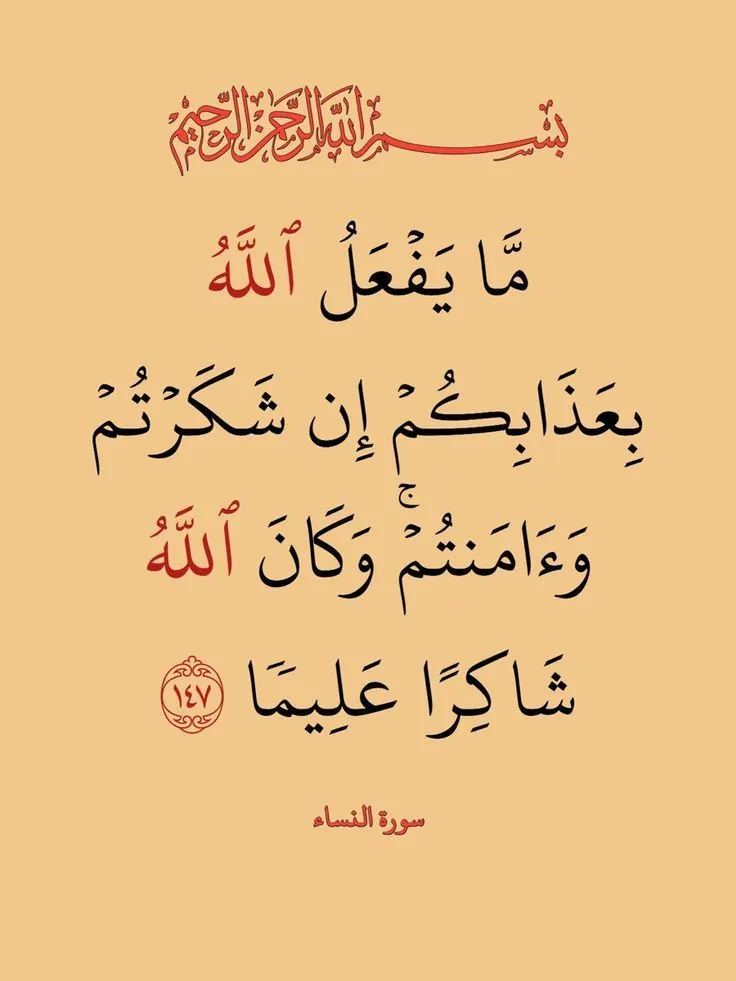 بسم الله الرحمن الرحيم
مَّا يَفْعَلُ ٱللَّهُ
بِعَذَابِكُمْ إِن شَكَرْتُمْ
وَءَامَنتُمْ ۚ وَكَانَ ٱللَّهُ
شَاكِرًا عَلِيمَا ١٤٧
سورة النساء